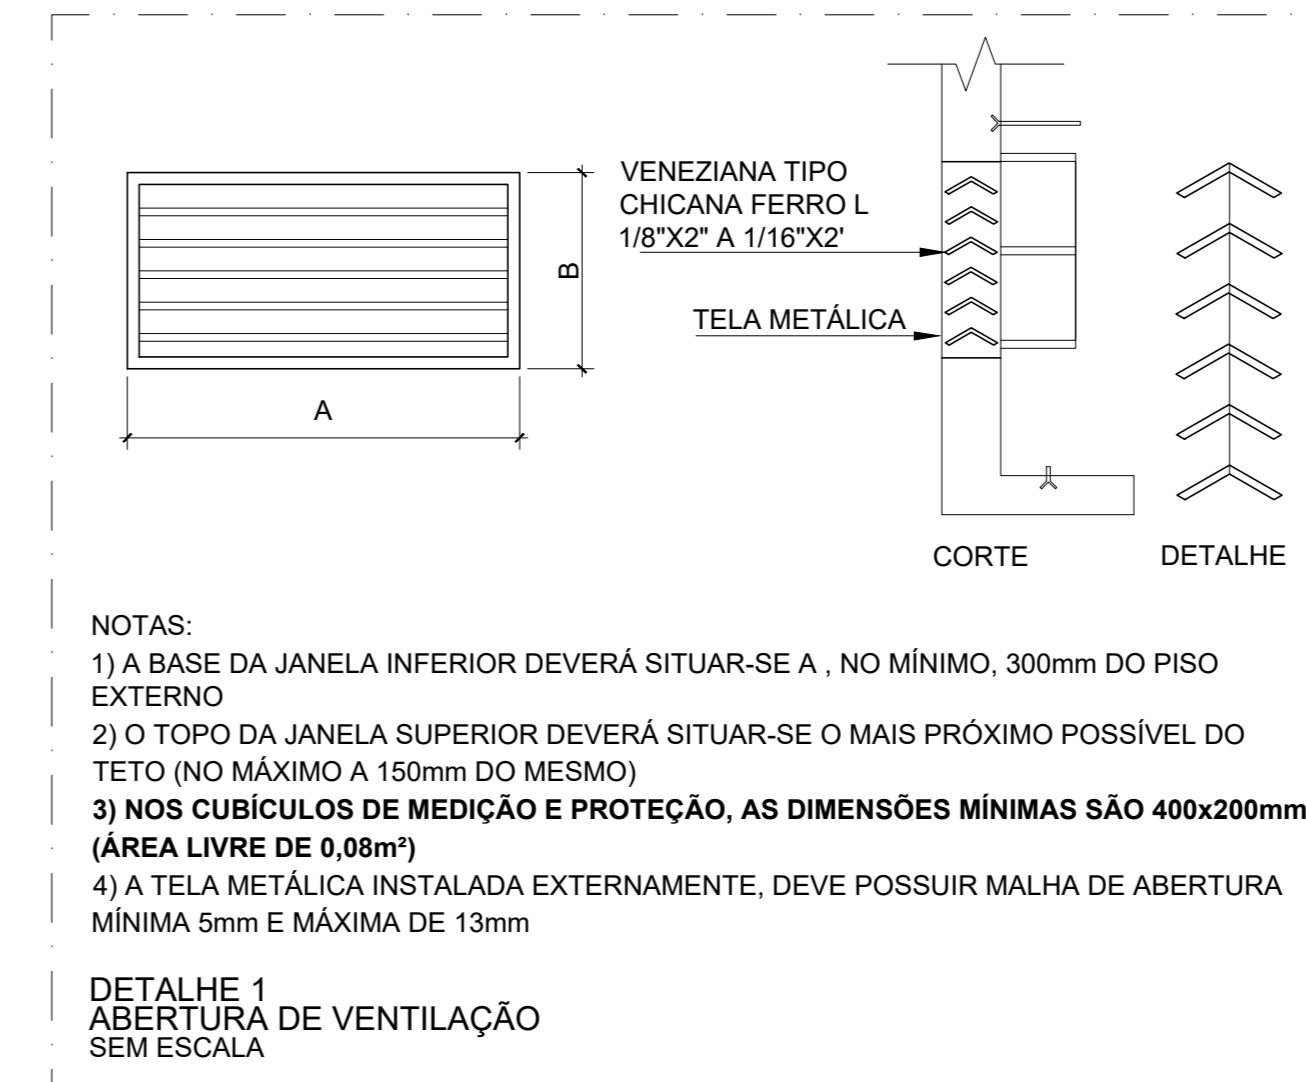 VENEZIANA TIPO
CHICANA FERRO L
1/8"X2" A 1/16"X2'
TELA METÁLICA
B
A
CORTE
DETALHE
NOTAS:
1) A BASE DA JANELA INFERIOR DEVERÁ SITUAR-SE A , NO MÍNIMO, 300mm DO PISO
EXTERNO
2) O TOPO DA JANELA SUPERIOR DEVERÁ SITUAR-SE O MAIS PRÓXIMO POSSÍVEL DO
TETO (NO MÁXIMO A 150mm DO MESMO)
3) NOS CUBÍCULOS DE MEDIÇÃO E PROTEÇÃO, AS DIMENSÕES MÍNIMAS SÃO 400x200mm
(ÁREA LIVRE DE 0,08m²)
4) A TELA METÁLICA INSTALADA EXTERNAMENTE, DEVE POSSUIR MALHA DE ABERTURA
MÍNIMA 5mm E MÁXIMA DE 13mm
DETALHE 1
ABERTURA DE VENTILAÇÃO
SEM ESCALA